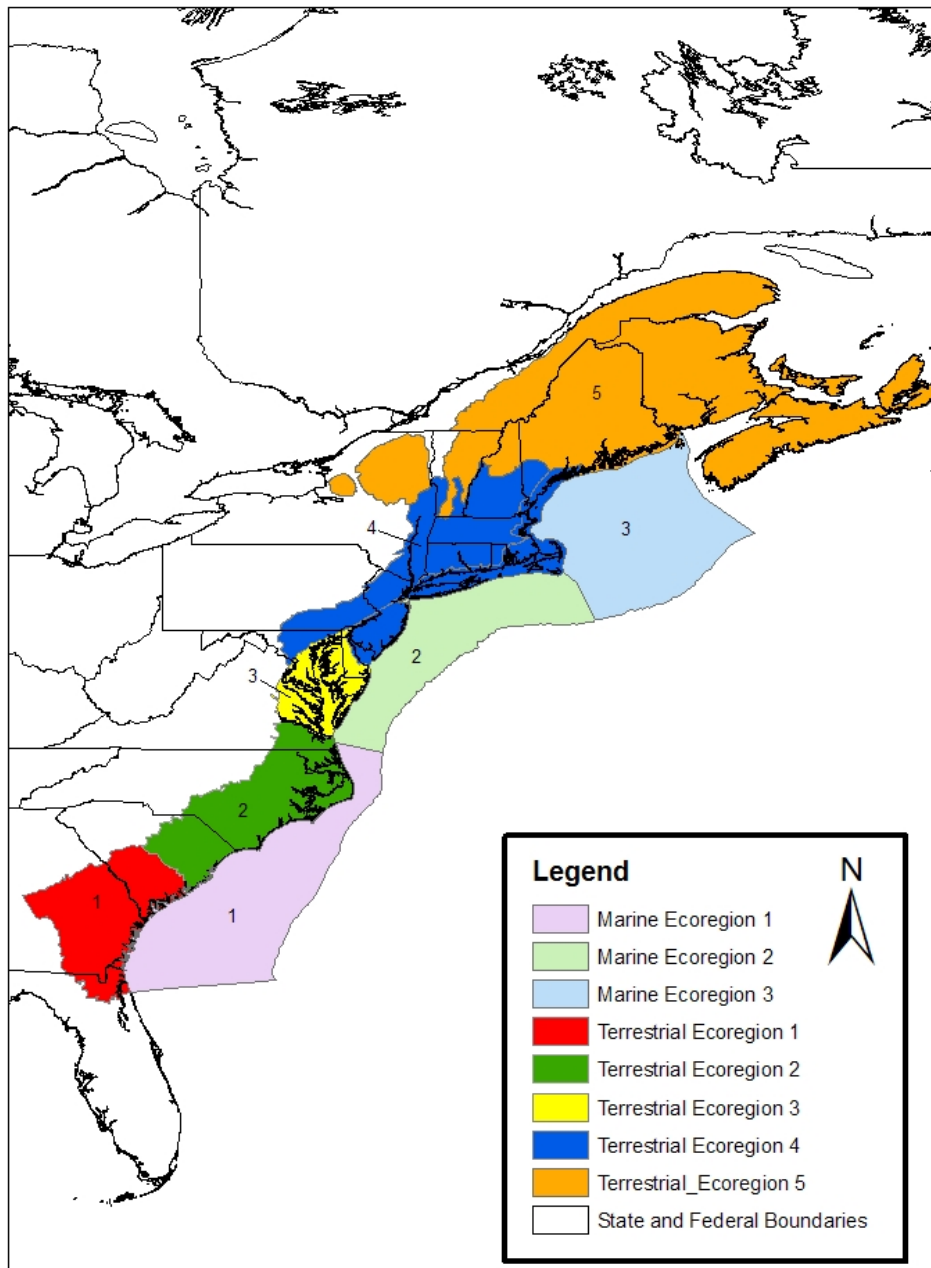 5
4
3
2
3
2
1
1
Legend
N
Marine Ecoregion 1
Marine Ecoregion 2
Marine Ecoregion 3
Terrestrial Ecoregion 1
Terrestrial Ecoregion 2
Terrestrial Ecoregion 3
Terrestrial Ecoregion 4
Terrestrial_Ecoregion 5
State and Federal Boundaries